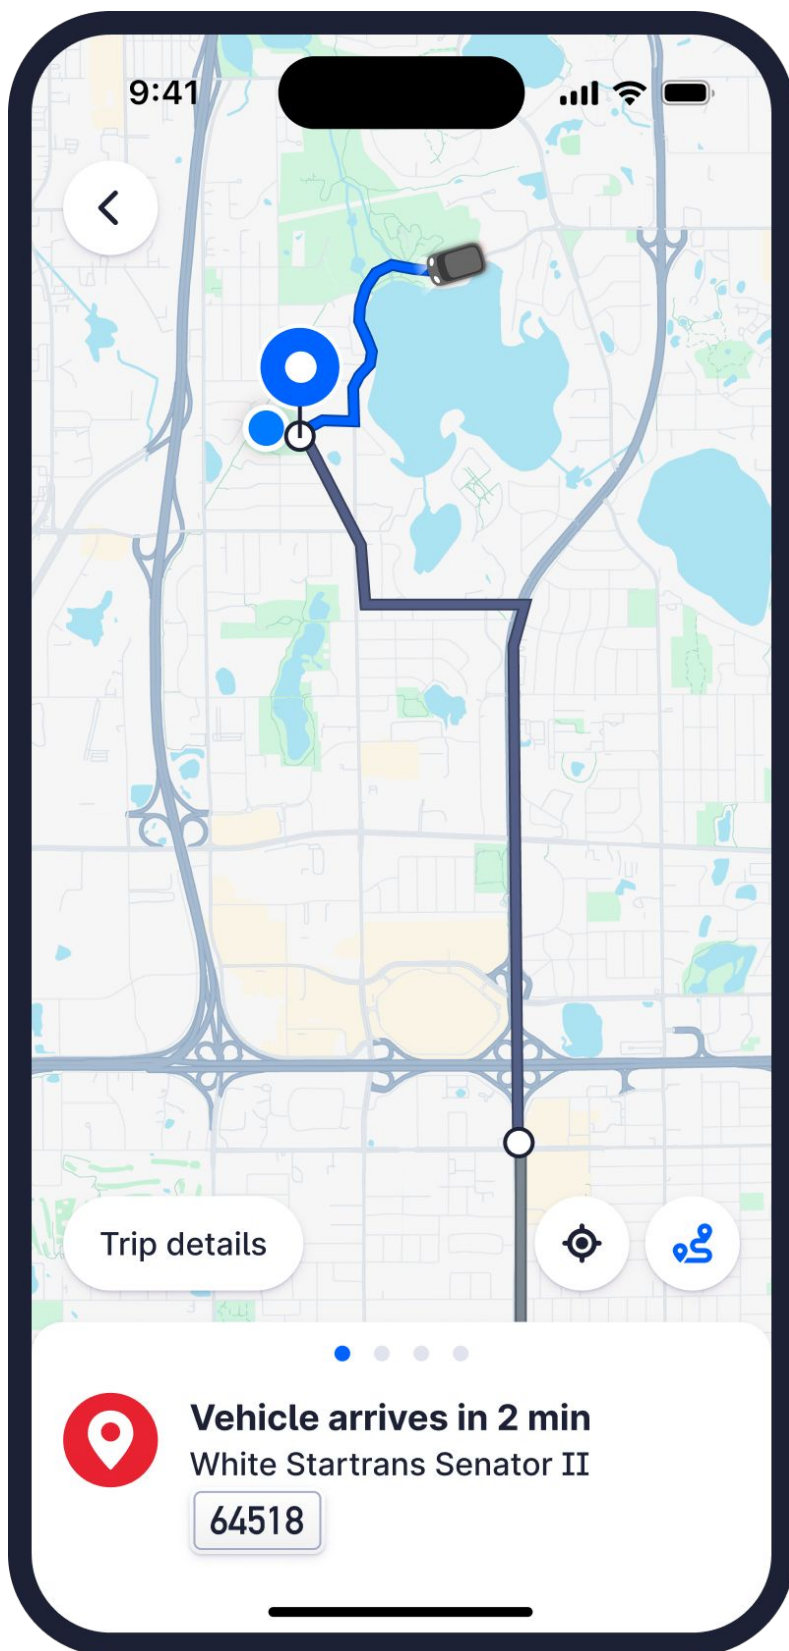 9:41
Trip details
Vehicle arrives in 2 min
White Startrans Senator II
64518